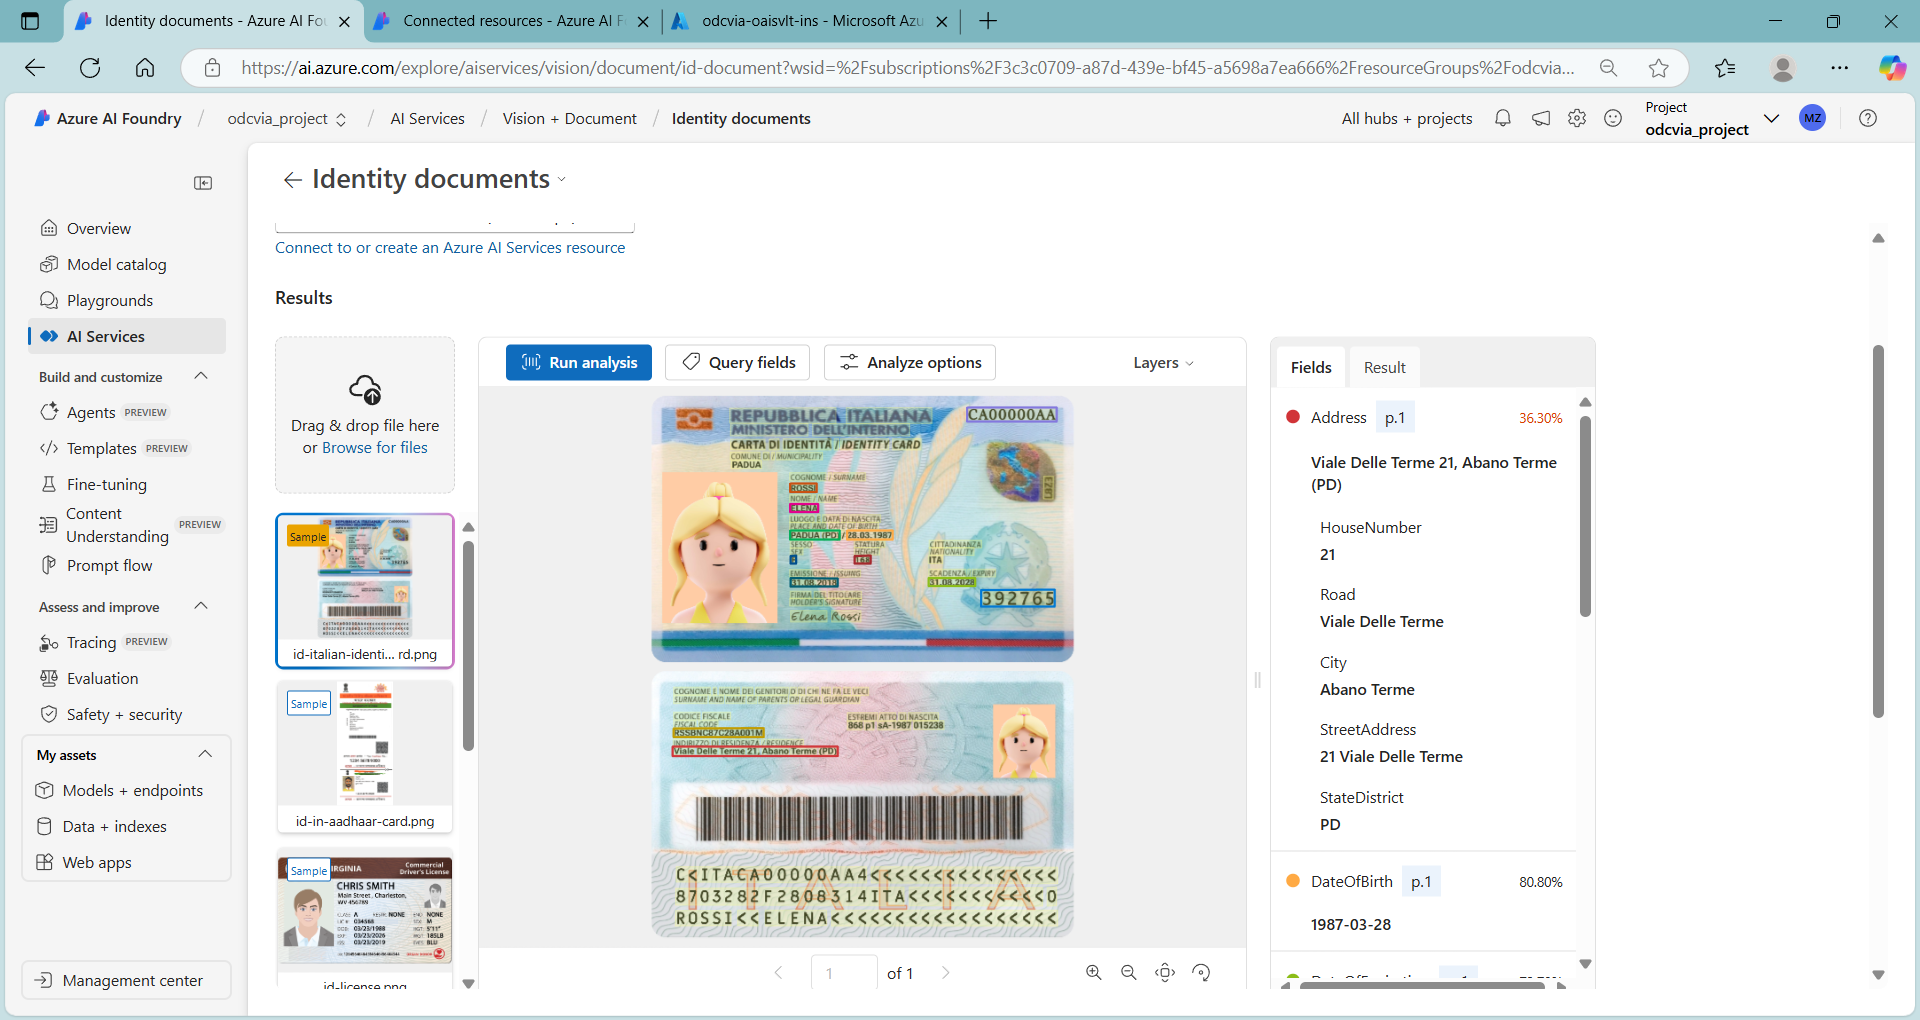 Identity documents - Azure AI Fou
Connected resources - Azure AI F
odcvia-oaisvlt-ins - Microsoft Azu
https://ai.azure.com/explore/aiservices/vision/document/id-document?wsid=%2Fsubscriptions%2F3c3c0709-a87d-439e-bf45-a5698a7ea666%2FresourceGroups%2Fodcvia...
Azure AI Foundry / odcvia_project / AI Services / Vision + Document / Identity documents
All hubs + projects
Project
odcvia_project
MZ
Overview
Model catalog
Playgrounds
AI Services
Build and customize
Agents PREVIEW
Templates PREVIEW
Fine-tuning
Content
Understanding PREVIEW
Prompt flow
Assess and improve
Tracing PREVIEW
Evaluation
Safety + security
My assets
Models + endpoints
Data + indexes
Web apps
Management center
Identity documents
Connect to or create an Azure AI Services resource
Results
Drag & drop file here
or Browse for files
Sample
id-italian-identi... rd.png
Sample
id-in-aadhaar-card.png
Sample
RGINIA Commercial
Driver's License
CHRIS SMITH
Main Street, Charleston,
WV 456789
id-license.png
Run analysis
Query fields
Analyze options
Layers
REPUBBLICA ITALIANA
CA00000AA
MINISTERO DELL'INTERNO
CARTA DI IDENTITÀ / IDENTITY CARD
COMUNE DI / MUNICIPALITY
PADUA
COGNOME / SURNAME
ROSSI
NOME / NAME
ELENA
LUOGO E DATA DI NASCITA
PLACE AND DATE OF BIRTH
PADUA (PD) / 28.03.1987
SESSO STATURA CITTADINANZA
SEX HEIGHT NATIONALITY
ITA
EMISSIONE / ISSUING SCADENZA / EXPIRY
31.08.2018 31.08.2028
FIRMA DEL TITOLARE
HOLDER'S SIGNATURE
Elena Rossi
392765
COGNOME E NOME DEI GENITORI O DI CHI NE FA LE VECI
SURNAME AND NAME OF PARENTS OR LEGAL GUARDIAN
CODICE FISCALE ESTREMI ATTO DI NASCITA
FISCAL CODE 868 p1 sA-1987 015238
RSSBNC87C28A001M
INDIRIZZO DI RESIDENZA / RESIDENCE
Viale Delle Terme 21, Abano Terme (PD)
C<ITACA00000AA4<<<<<<<<<<<<<<<
8703282F2808314ITA<<<<<<<<<<<0
ROSSI<<ELENA<<<<<<<<<<<<<<<<<<
1 of 1
Fields
Result
Address p.1 36.30%
Viale Delle Terme 21, Abano Terme
(PD)
HouseNumber
21
Road
Viale Delle Terme
City
Abano Terme
StreetAddress
21 Viale Delle Terme
StateDistrict
PD
DateOfBirth p.1 80.80%
1987-03-28